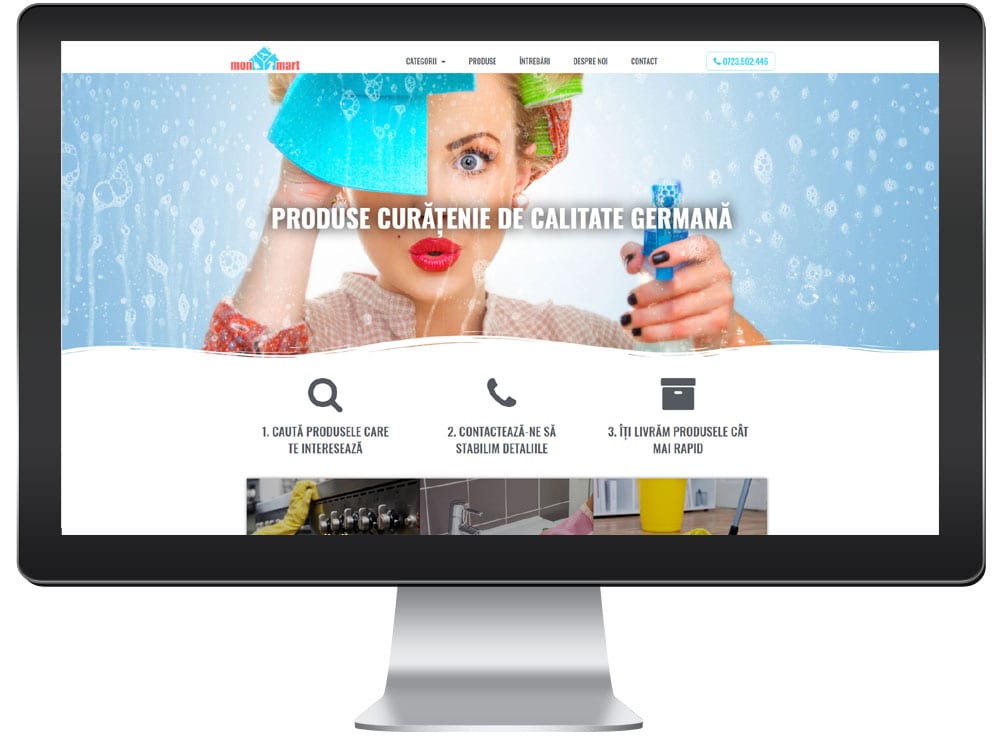 mon mart
CATEGORII
PRODUSE
ÎNTREBĂRI
DESPRE NOI
CONTACT
0723.502.446
PRODUSE CURĂȚENIE DE CALITATE GERMANĂ
1. CAUTĂ PRODUSELE CARE
TE INTERESEAZĂ
2. CONTACTEAZĂ-NE SĂ
STABILIM DETALIILE
3. ÎȚI LIVRĂM PRODUSELE CÂT
MAI RAPID